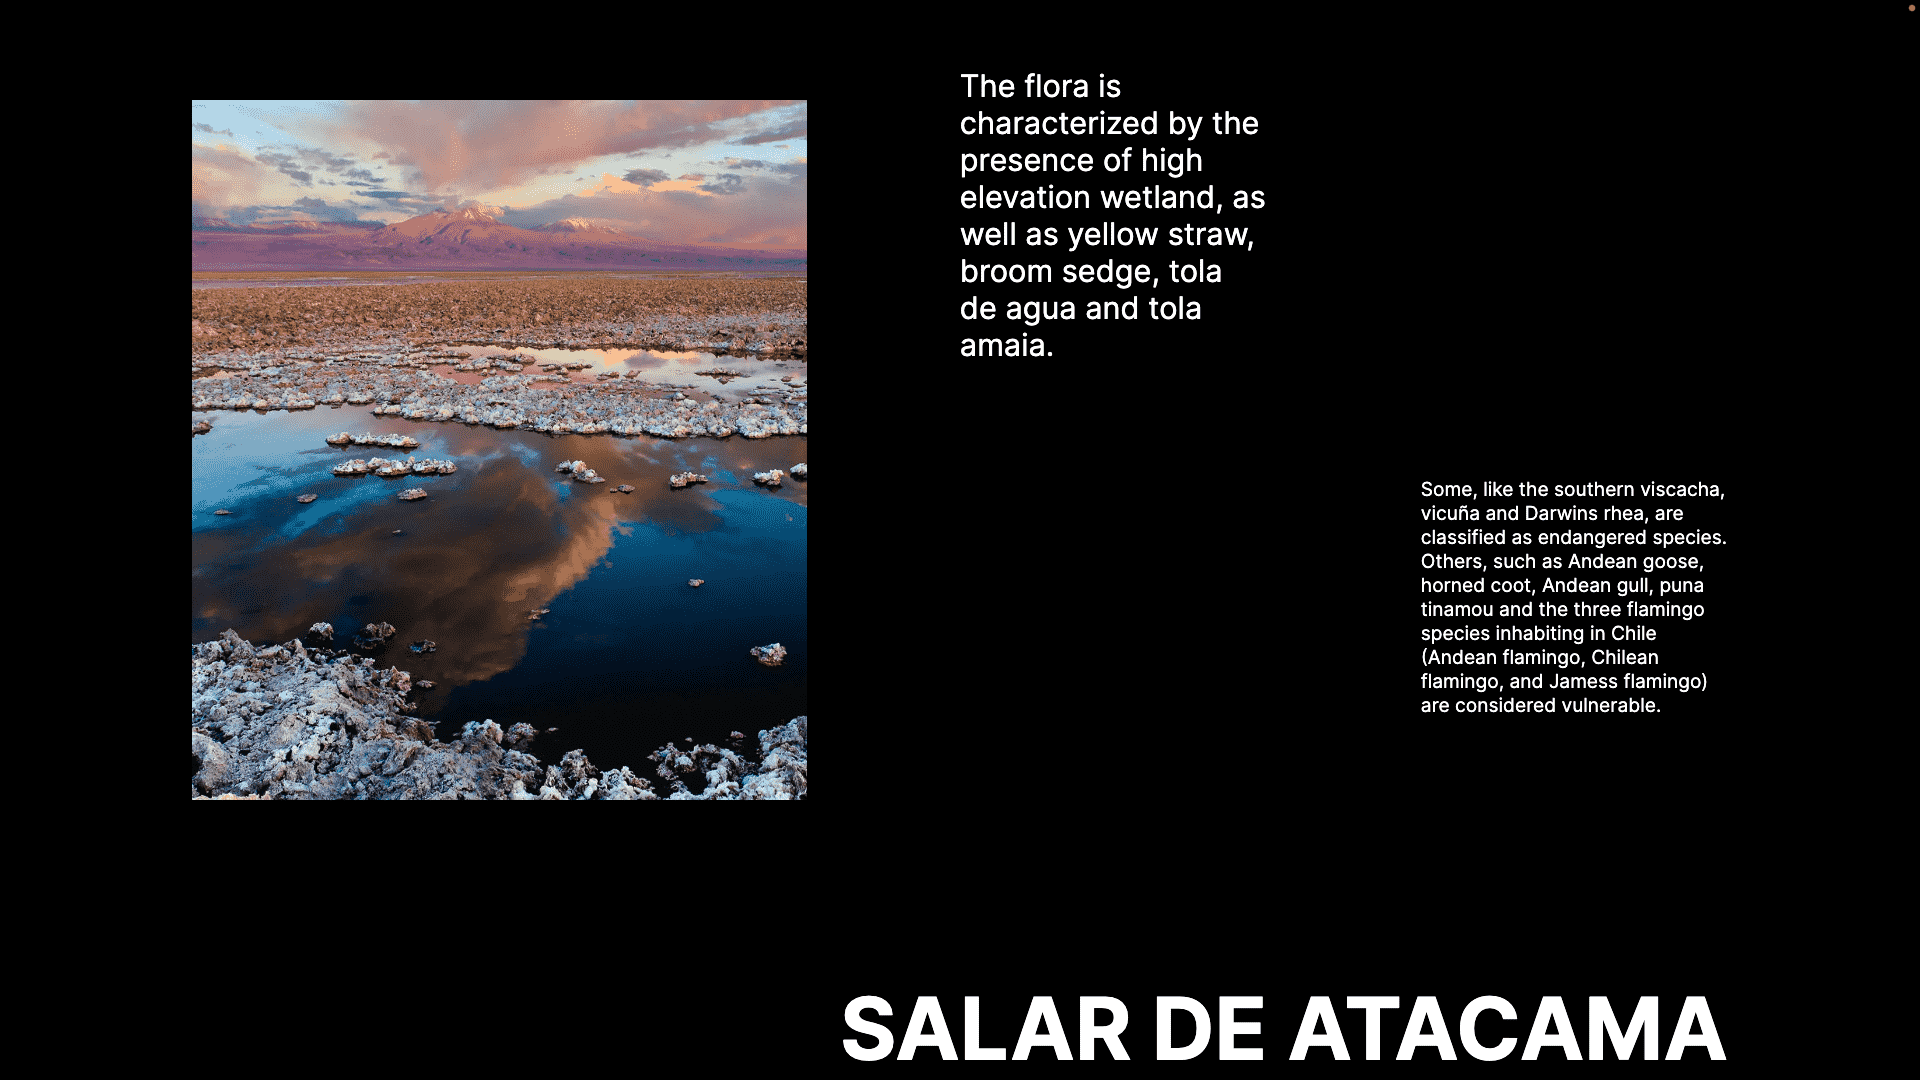 The flora is
characterized by the
presence of high
elevation wetland, as
well as yellow straw,
broom sedge, tola
de agua and tola
amaia.
Some, like the southern viscacha,
vicuña and Darwins rhea, are
classified as endangered species.
Others, such as Andean goose,
horned coot, Andean gull, puna
tinamou and the three flamingo
species inhabiting in Chile
(Andean flamingo, Chilean
flamingo, and Jamess flamingo)
are considered vulnerable.
SALAR DE ATACAMA